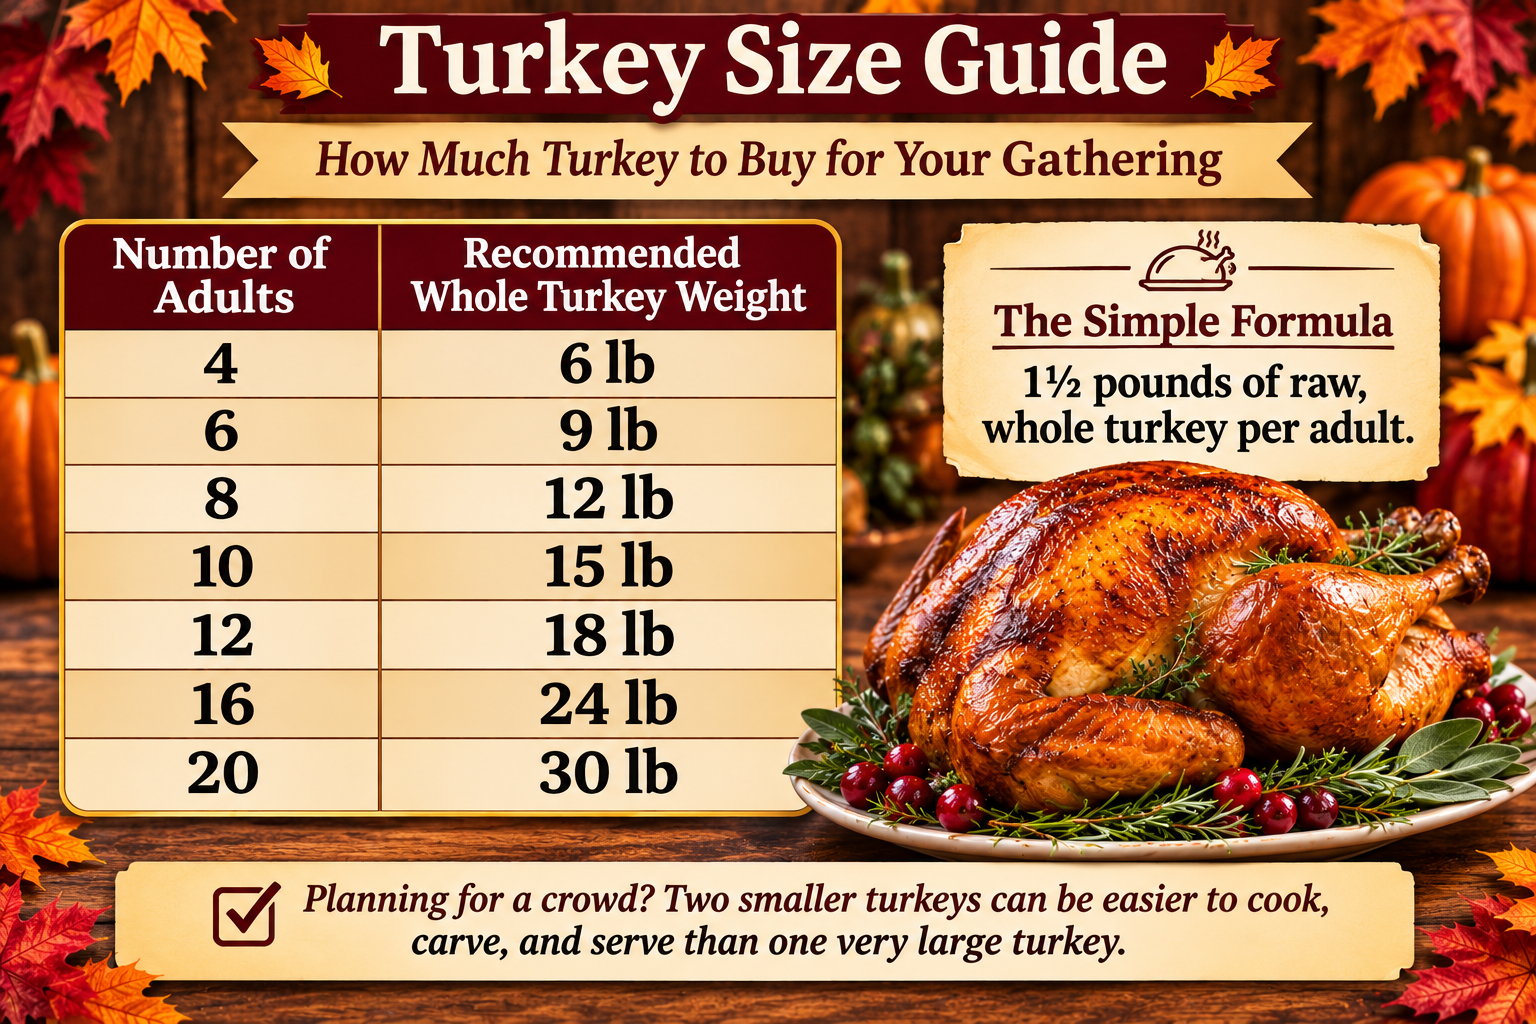 Turkey Size Guide
How Much Turkey to Buy for Your Gathering
Number of Adults
Recommended Whole Turkey Weight
4 6 lb
6 9 lb
8 12 lb
10 15 lb
12 18 lb
16 24 lb
20 30 lb
The Simple Formula
1½ pounds of raw,
whole turkey per adult.
Planning for a crowd? Two smaller turkeys can be easier to cook,
carve, and serve than one very large turkey.